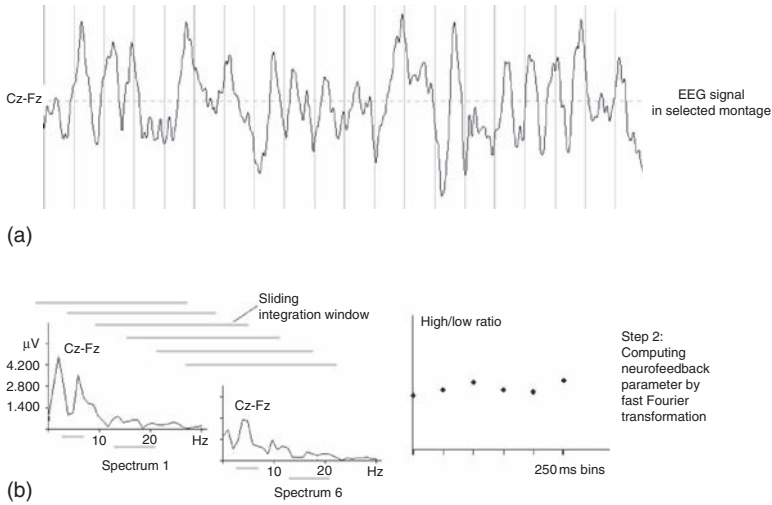 Cz-Fz
EEG signal
in selected montage
(a)
Sliding
integration window
μV
Cz-Fz
4.200
2.800
1.400
10
20
Hz
Spectrum 1
Cz-Fz
10
20
Hz
Spectrum 6
High/low ratio
250 ms bins
Step 2:
Computing
neurofeedback
parameter by
fast Fourier
transformation
(b)